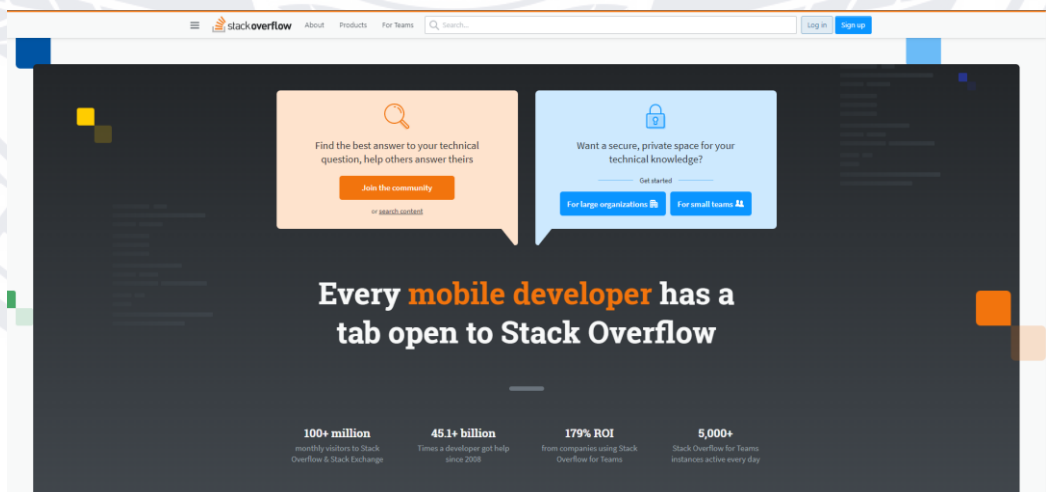 stackoverflow About Products For Teams Search... Log in Sign up
Find the best answer to your technical
question, help others answer theirs
Join the community
or search content
Want a secure, private space for your
technical knowledge?
Get started
For large organizations For small teams
Every mobile developer has a
tab open to Stack Overflow
100+ million
monthly visitors to Stack
Overflow & Stack Exchange
45.1+ billion
Times a developer got help
since 2008
179% ROI
from companies using Stack
Overflow for Teams
5,000+
Stack Overflow for Teams
instances active every day